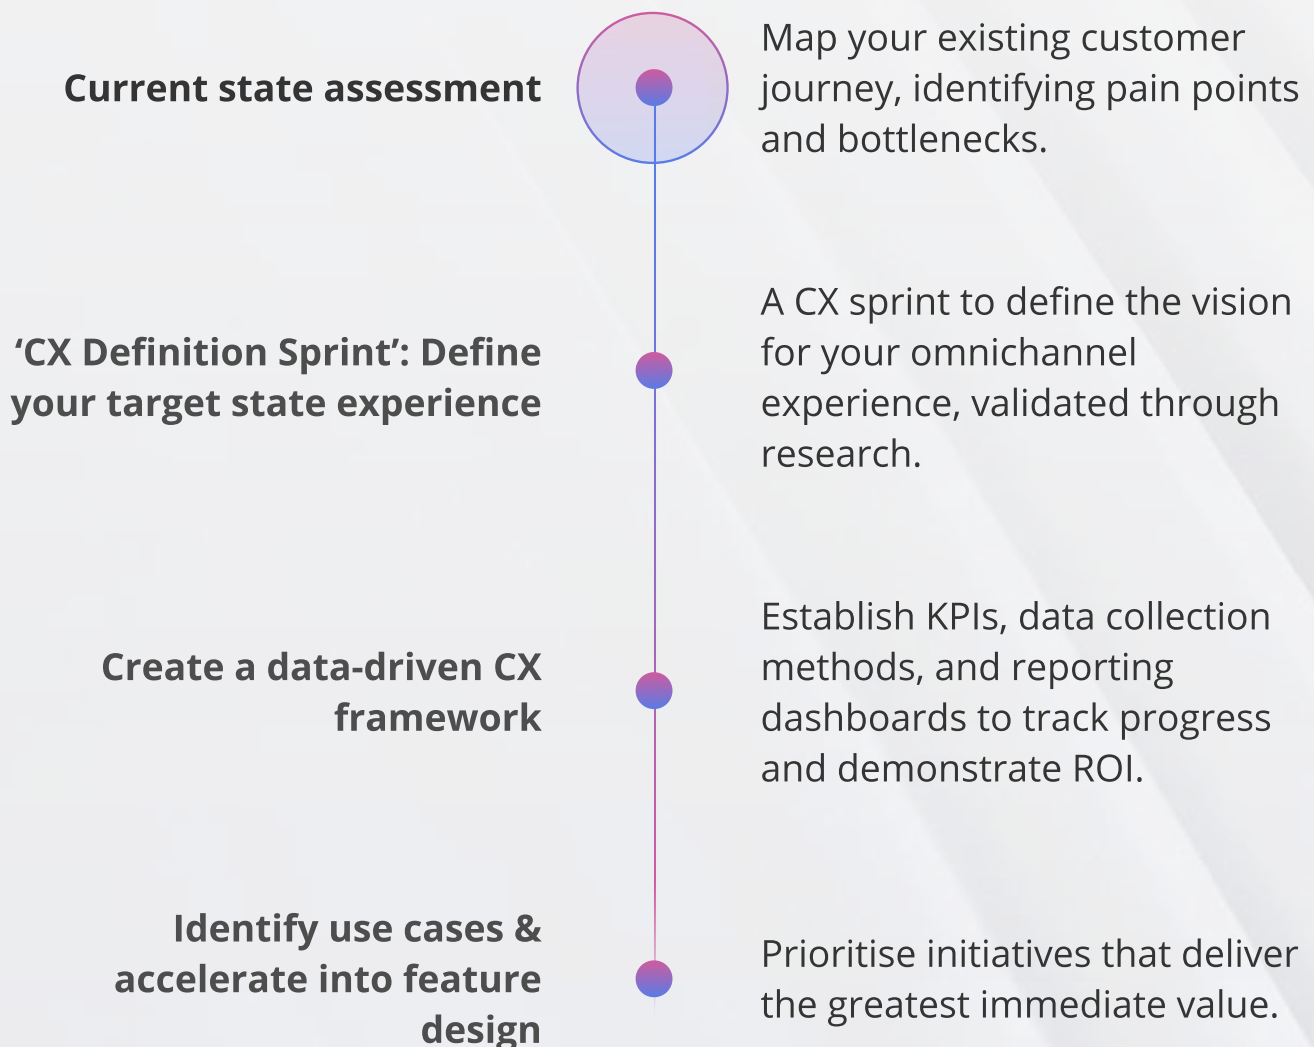 Current state assessment
Map your existing customer
journey, identifying pain points
and bottlenecks.
‘CX Definition Sprint’: Define
your target state experience
A CX sprint to define the vision
for your omnichannel
experience, validated through
research.
Create a data-driven CX
framework
Establish KPIs, data collection
methods, and reporting
dashboards to track progress
and demonstrate ROI.
Identify use cases &
accelerate into feature
design
Prioritise initiatives that deliver
the greatest immediate value.